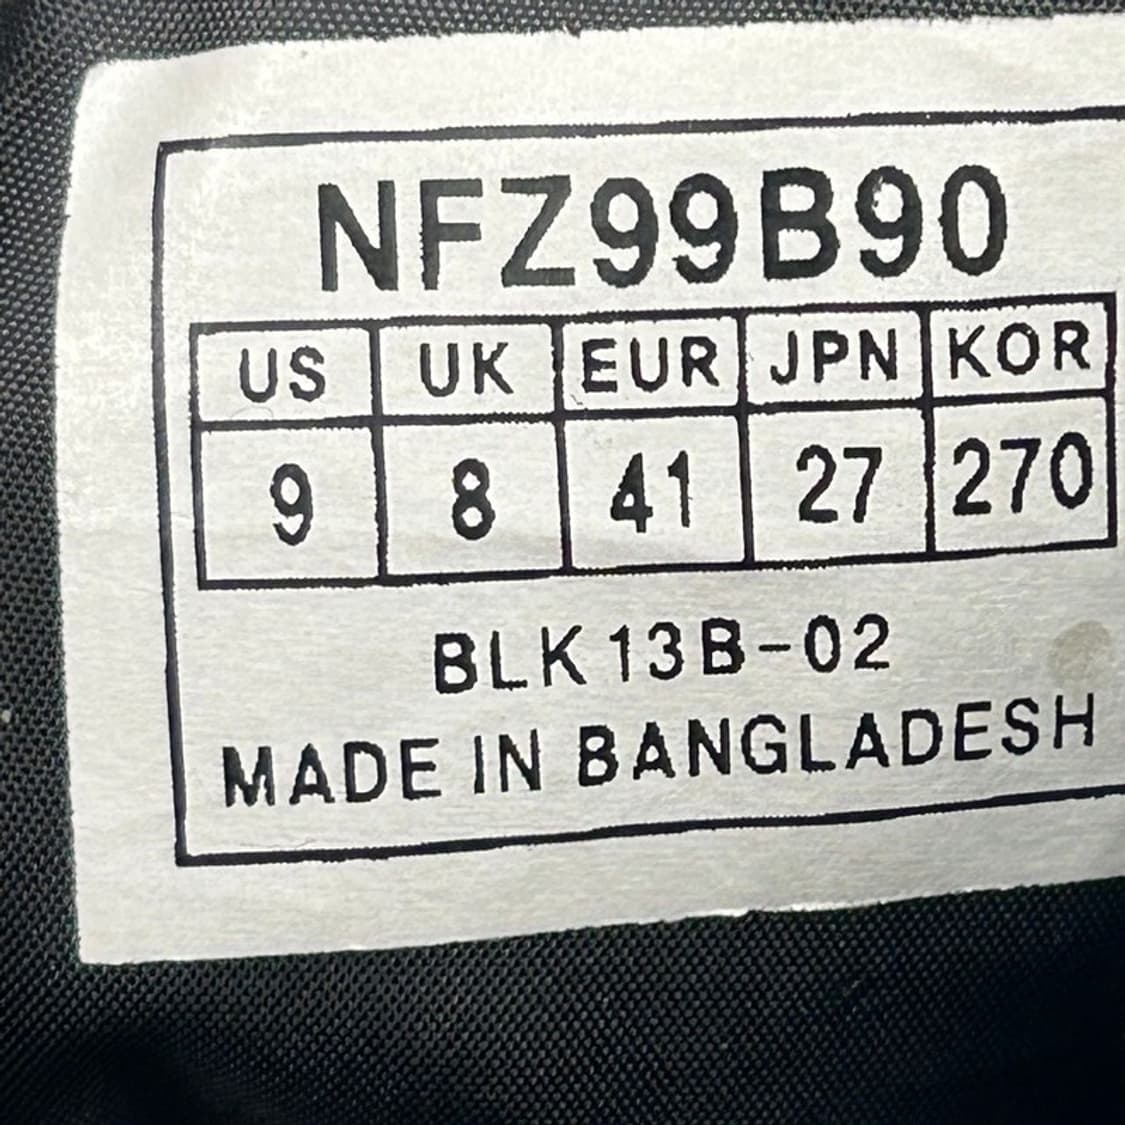 NFZ99B90
US UK EUR JPN KOR
9 8 41 27 270
BLK13B-02
MADE IN BANGLADESH